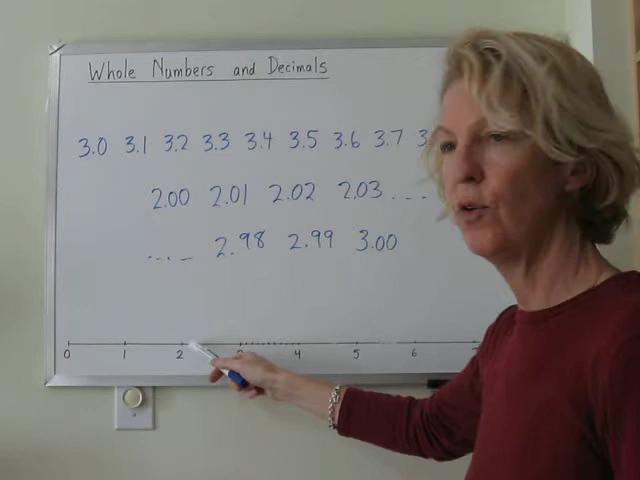 Whole Numbers and Decimals
3.0 3.1 3.2 3.3 3.4 3.5 3.6 3.7 3.
2.00 2.01 2.02 2.03 ...
... 2.98 2.99 3.00
0 1 2 3 4 5 6